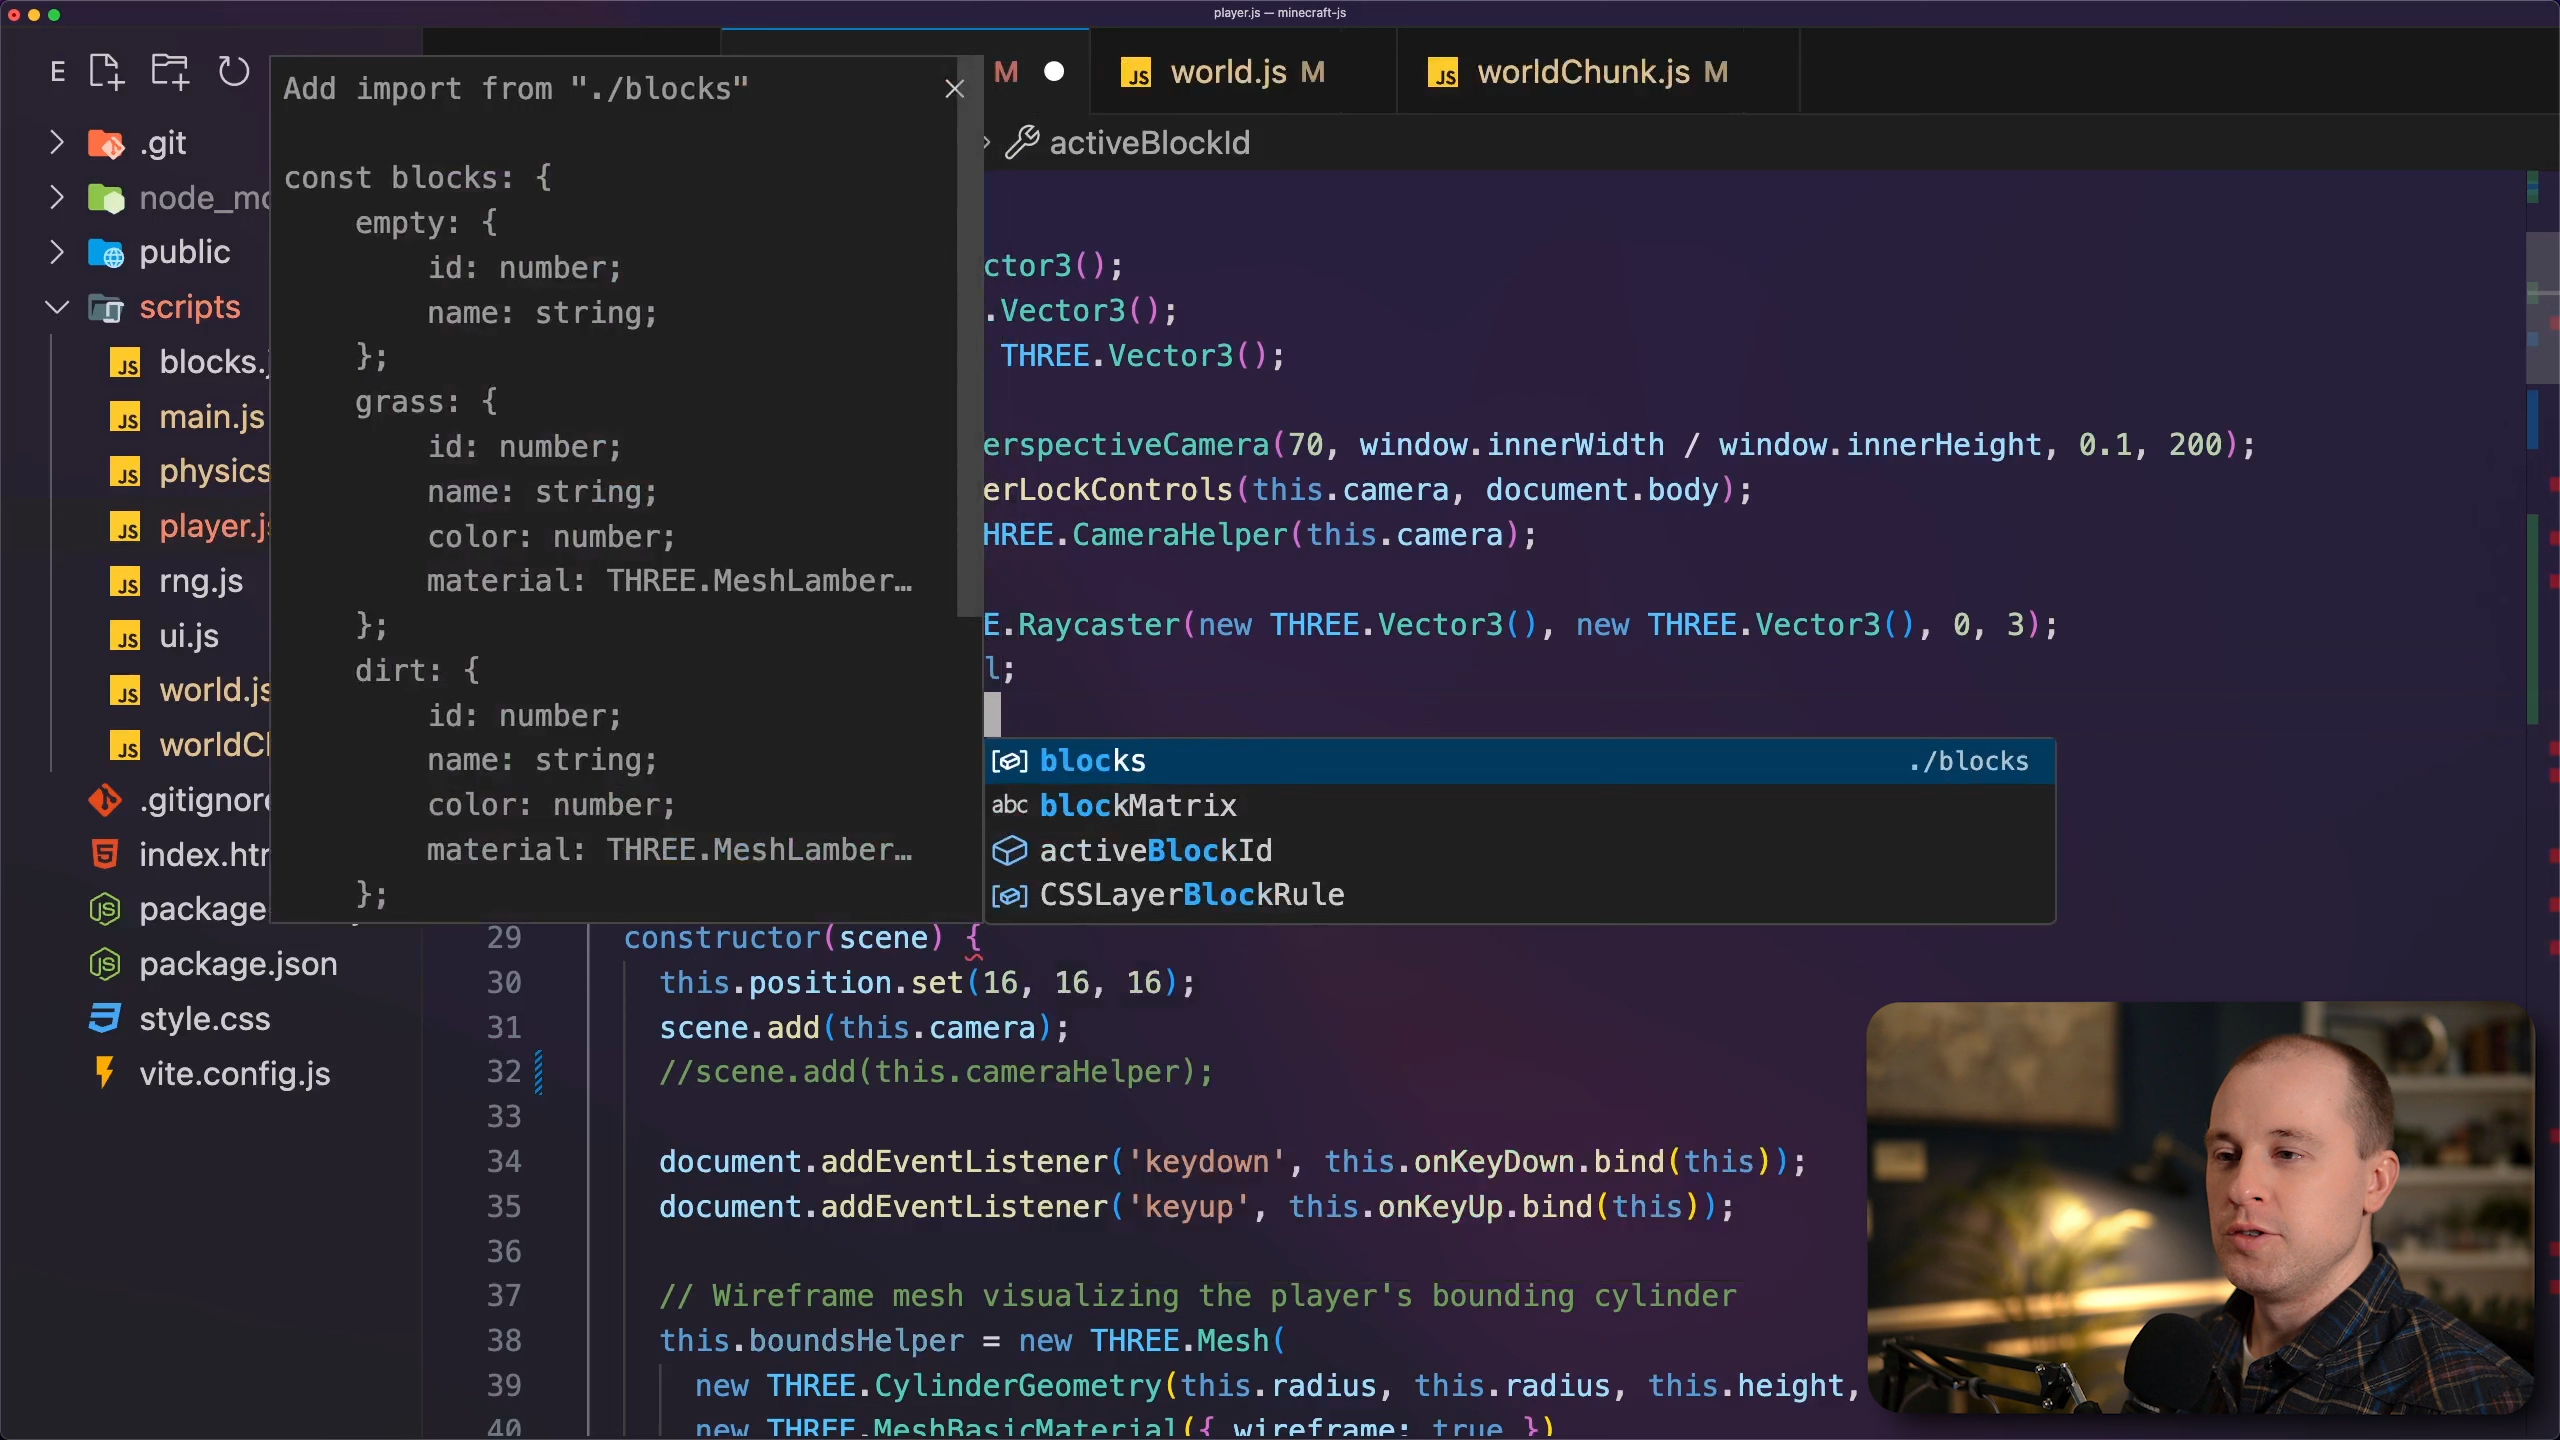 player.js — minecraft-js
E
M
JS world.js M
JS worldChunk.js M
activeBlockId
.git
node_mo
public
scripts
JS blocks.j
JS main.js
JS physics
JS player.js
JS rng.js
JS ui.js
JS world.js
JS worldCh
.gitignore
index.htm
package-
package.json
style.css
vite.config.js
Add import from "./blocks"
const blocks: {
empty: {
id: number;
name: string;
};
grass: {
id: number;
name: string;
color: number;
material: THREE.MeshLamber…
};
dirt: {
id: number;
name: string;
color: number;
material: THREE.MeshLamber…
};
ctor3();
.Vector3();
THREE.Vector3();
erspectiveCamera(70, window.innerWidth / window.innerHeight, 0.1, 200);
erLockControls(this.camera, document.body);
HREE.CameraHelper(this.camera);
E.Raycaster(new THREE.Vector3(), new THREE.Vector3(), 0, 3);
l;
blocks ./blocks
abc blockMatrix
activeBlockId
CSSLayerBlockRule
29 constructor(scene) {
30 this.position.set(16, 16, 16);
31 scene.add(this.camera);
32 //scene.add(this.cameraHelper);
33
34 document.addEventListener('keydown', this.onKeyDown.bind(this));
35 document.addEventListener('keyup', this.onKeyUp.bind(this));
36
37 // Wireframe mesh visualizing the player's bounding cylinder
38 this.boundsHelper = new THREE.Mesh(
39 new THREE.CylinderGeometry(this.radius, this.radius, this.height,
40 new THREE.MeshBasicMaterial({ wireframe: true })